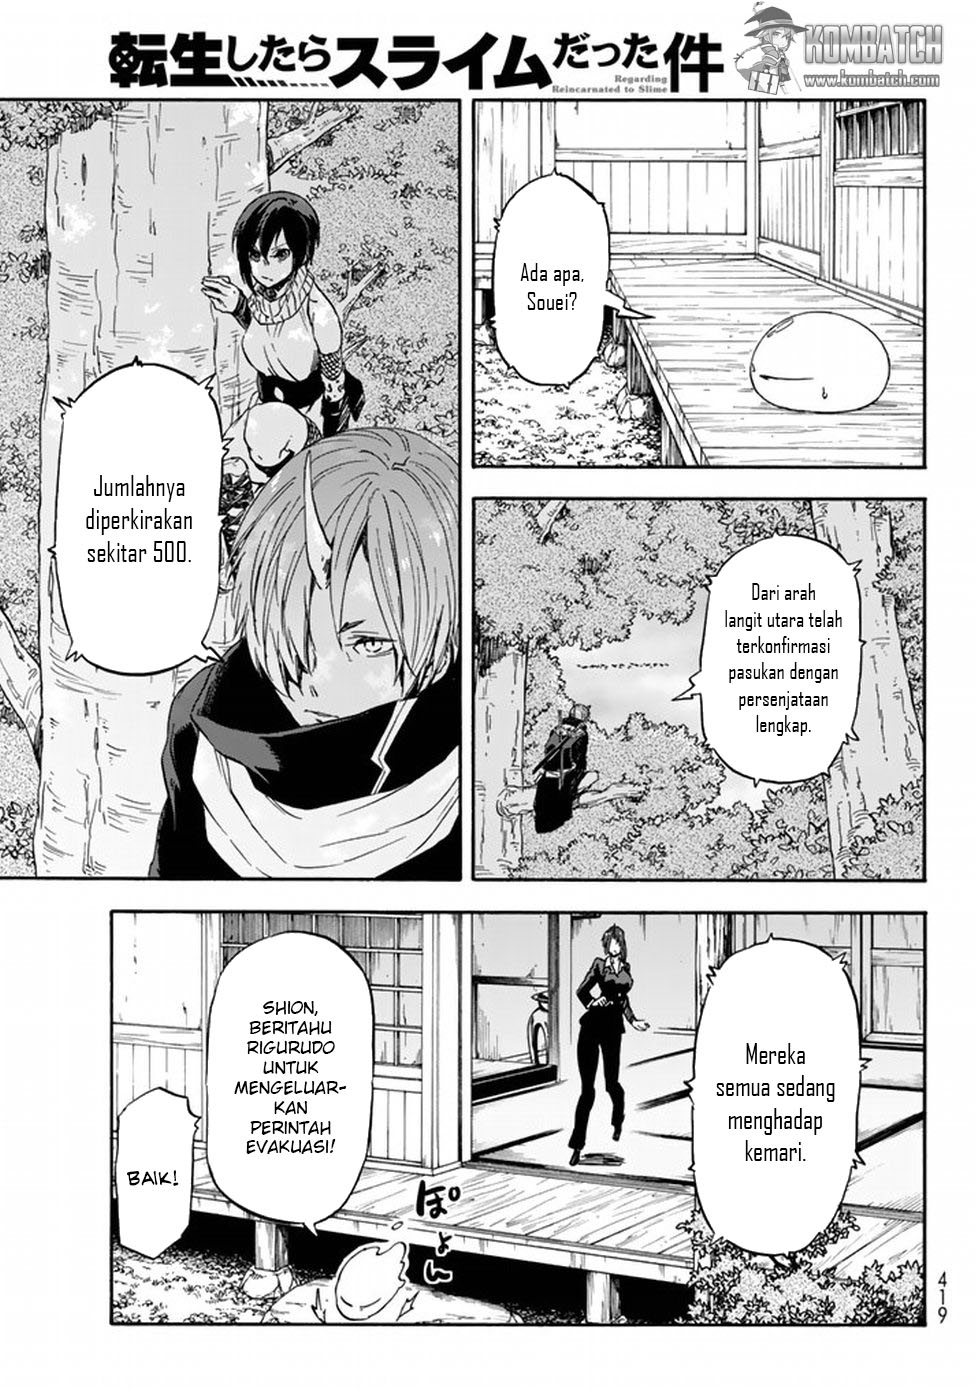 転生したらスライムだった件
Regarding
Reincarnated to Slime
KOMBATCH
www.kombatch.com
Ada apa,
Souei?
Dari arah
langit utara telah
terkonfirmasi
pasukan dengan
persenjataan
lengkap.
Jumlahnya
diperkirakan
sekitar 500.
Mereka
semua sedang
menghadap
kemari.
SHION,
BERITAHU
RIGURUDO
UNTUK
MENGELUAR-
KAN
PERINTAH
EVAKUASI!
BAIK!
ぽよん
419